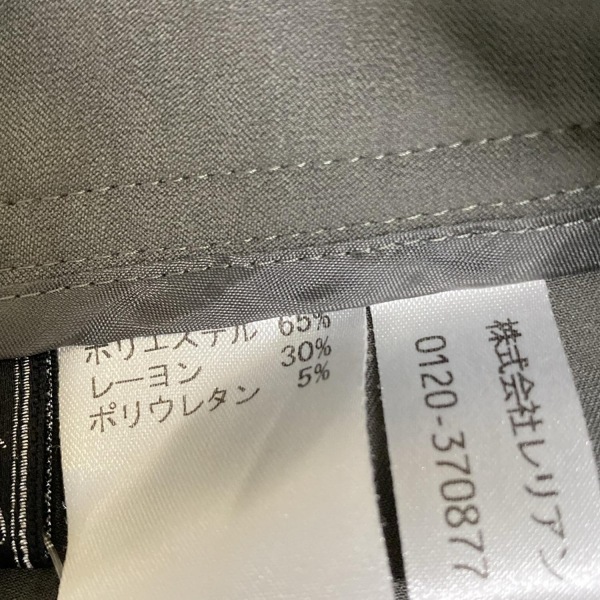 ポリエステル 65%
レーヨン 30%
ポリウレタン 5%
株式会社レリアン
0120-370877